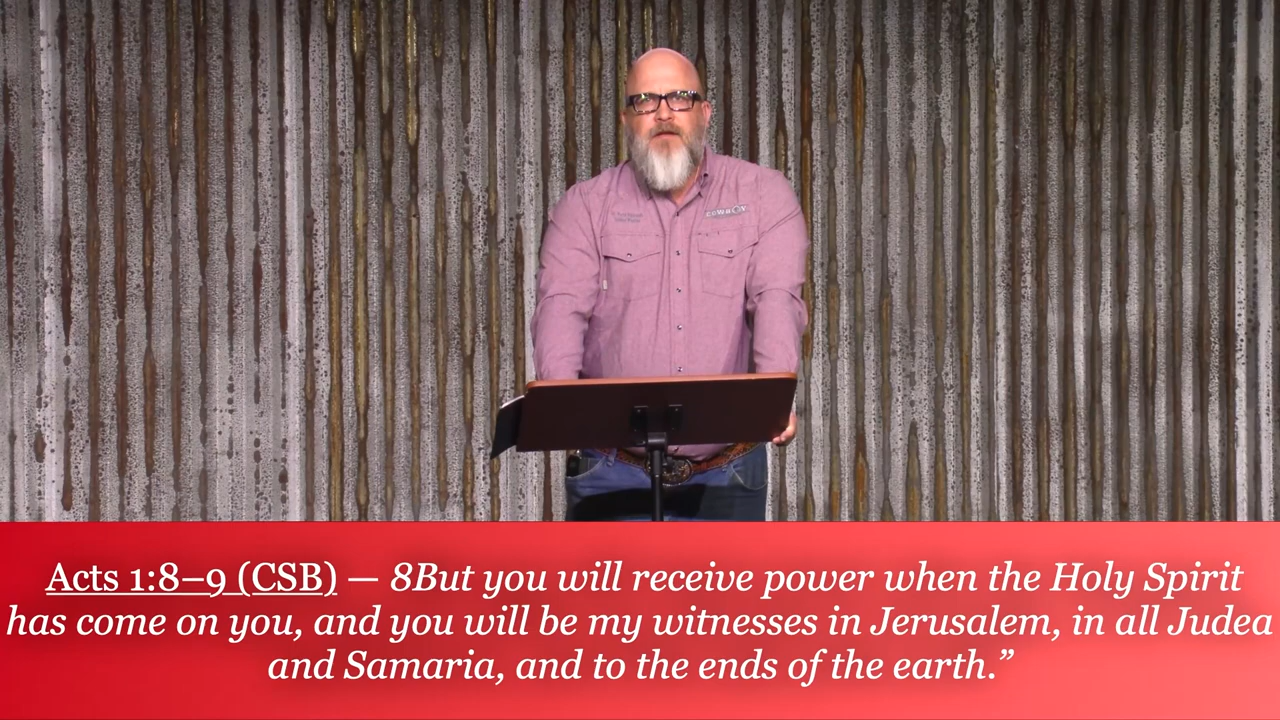 COWBOY
Acts 1:8–9 (CSB) — 8But you will receive power when the Holy Spirit
has come on you, and you will be my witnesses in Jerusalem, in all Judea
and Samaria, and to the ends of the earth.”